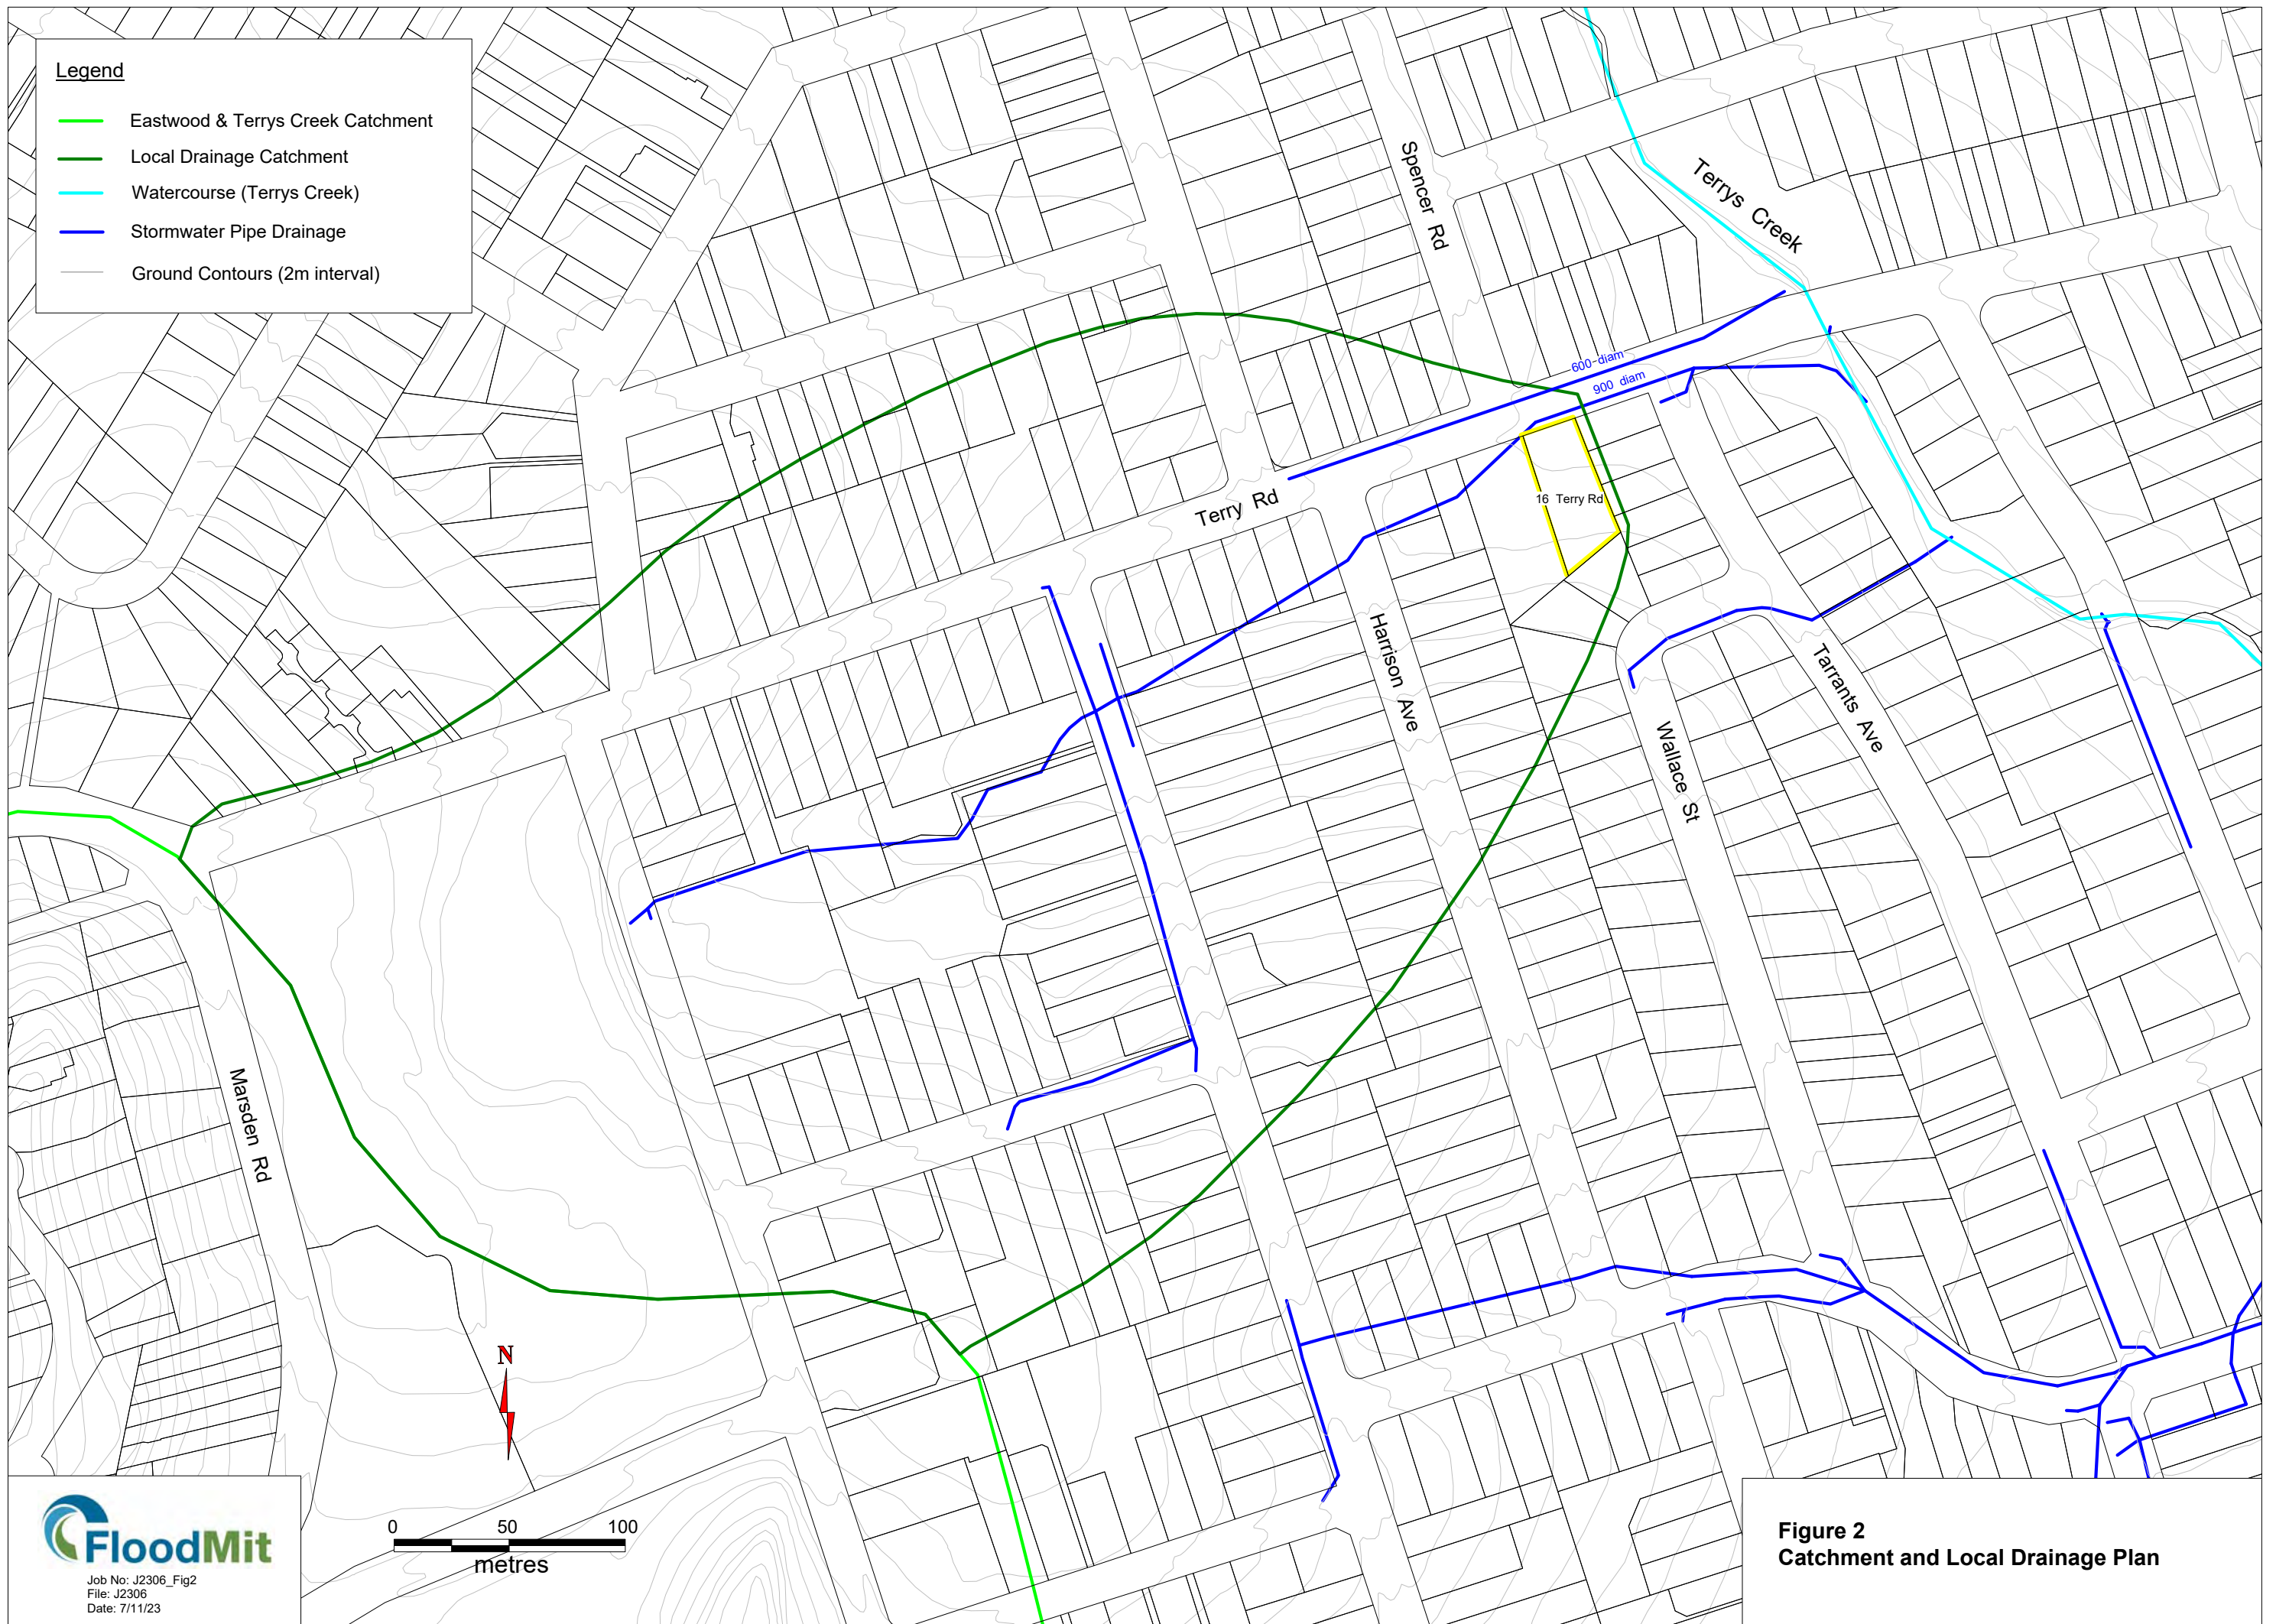 Legend
Eastwood & Terrys Creek Catchment
Local Drainage Catchment
Watercourse (Terrys Creek)
Stormwater Pipe Drainage
Ground Contours (2m interval)
Spencer Rd
Terrys Creek
600 diam
900 diam
16 Terry Rd
Terry Rd
Harrison Ave
Tarrants Ave
Wallace St
Marsden Rd
N
0 50 100
metres
FloodMit
Job No: J2306_Fig2
File: J2306
Date: 7/11/23
Figure 2
Catchment and Local Drainage Plan